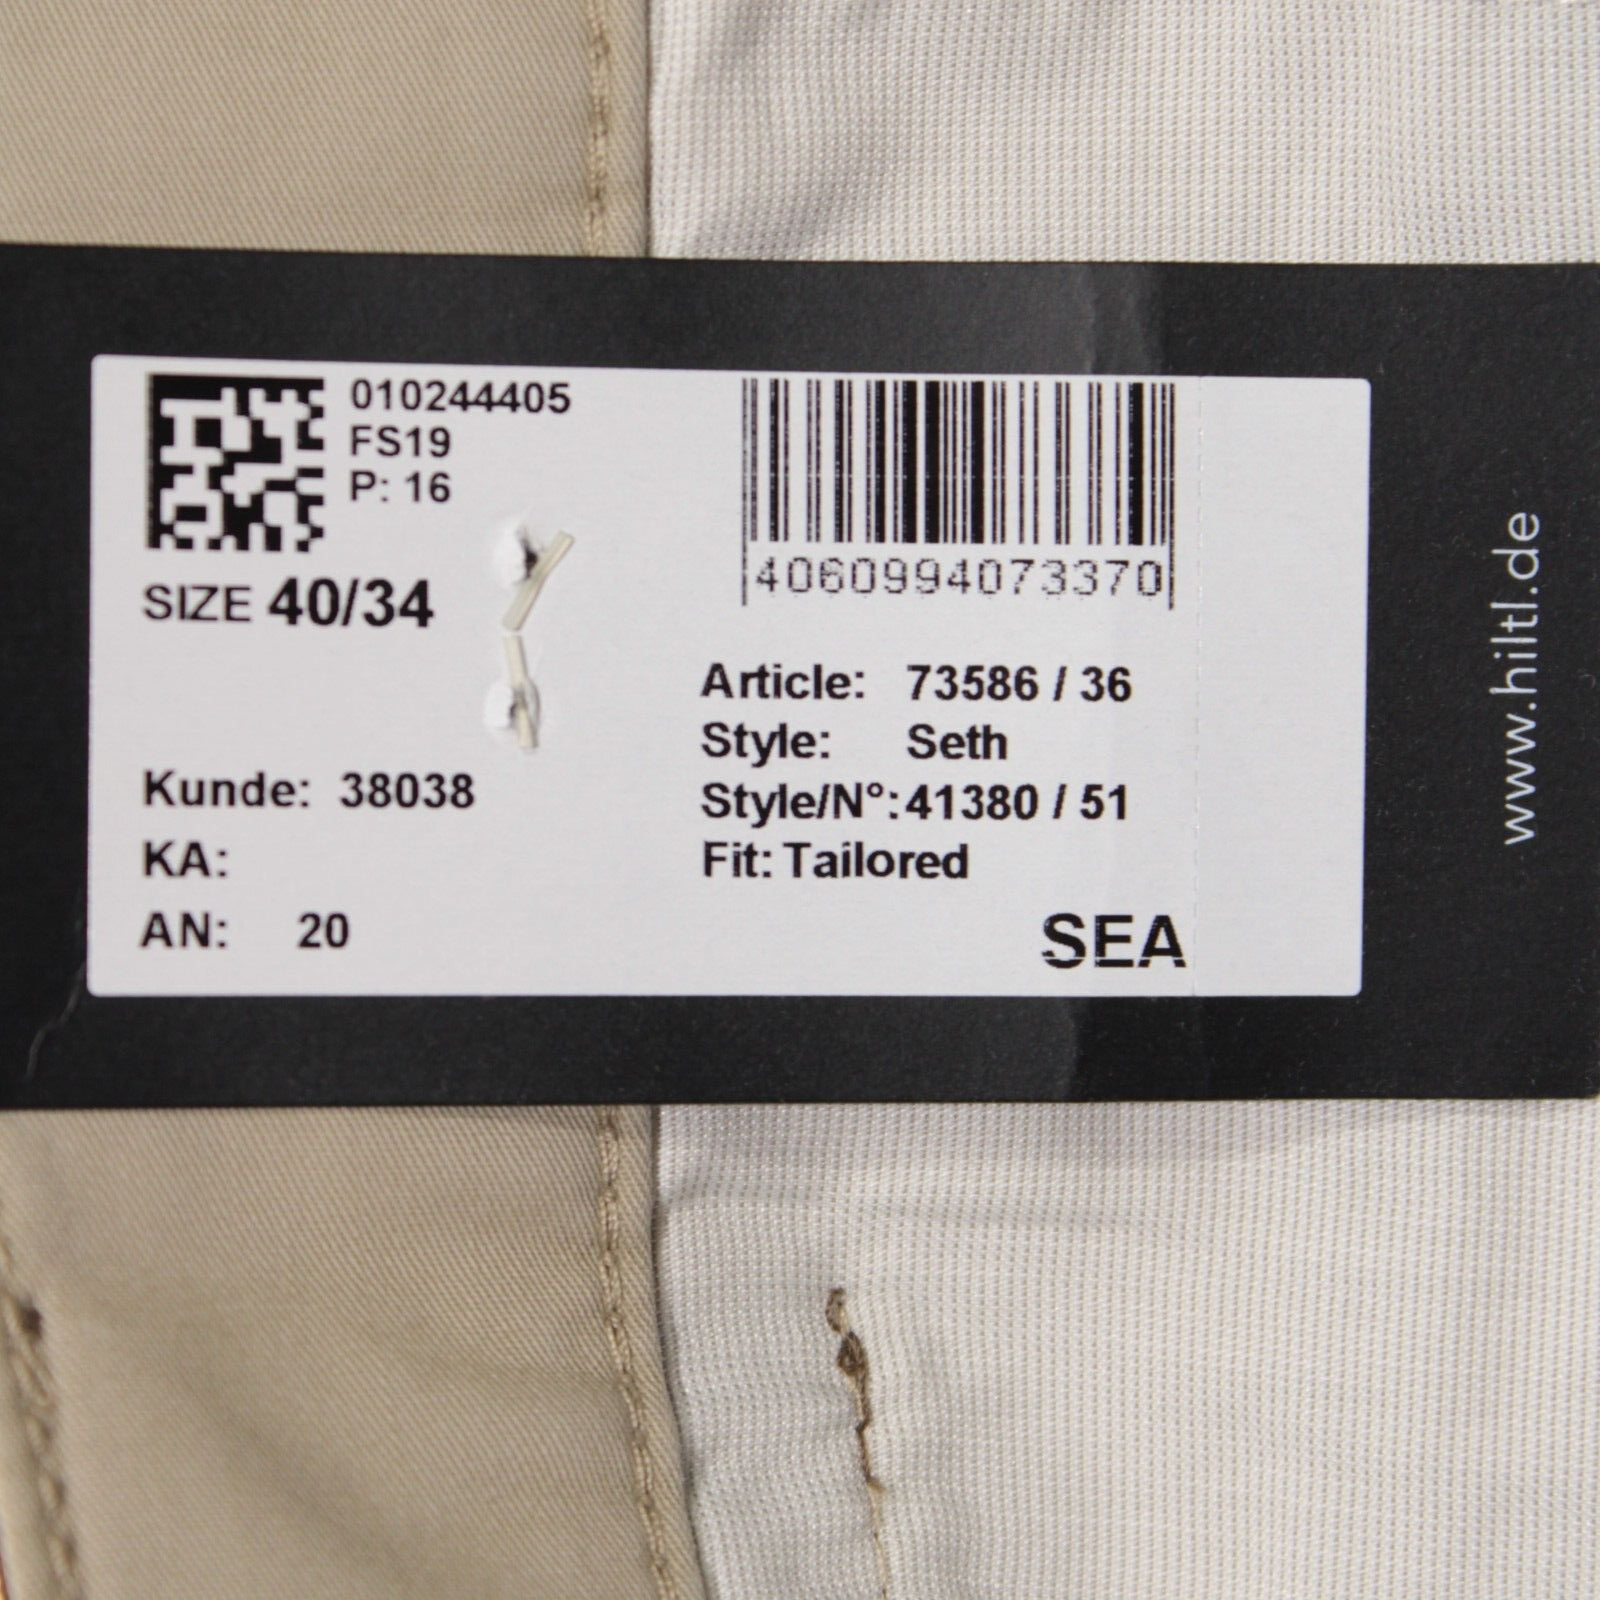 010244405
FS19
P: 16
SIZE 40/34
4060994073370
Article: 73586 / 36
Style: Seth
Style/N°: 41380 / 51
Fit: Tailored
Kunde: 38038
KA:
AN: 20
SEA
www.hiltl.de